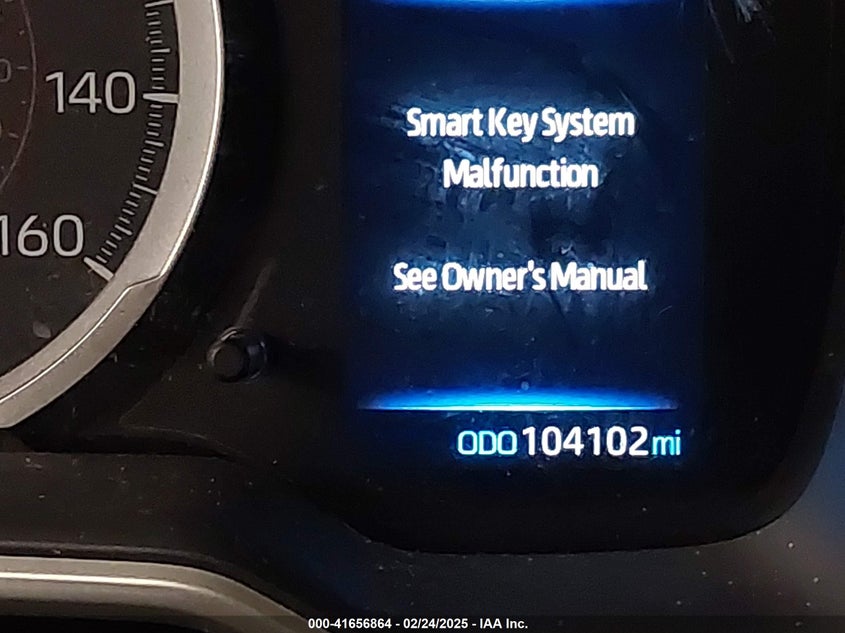 140
160
Smart Key System
Malfunction
See Owner's Manual
ODO 104102 mi
000-41656864 - 02/24/2025 - IAA Inc.